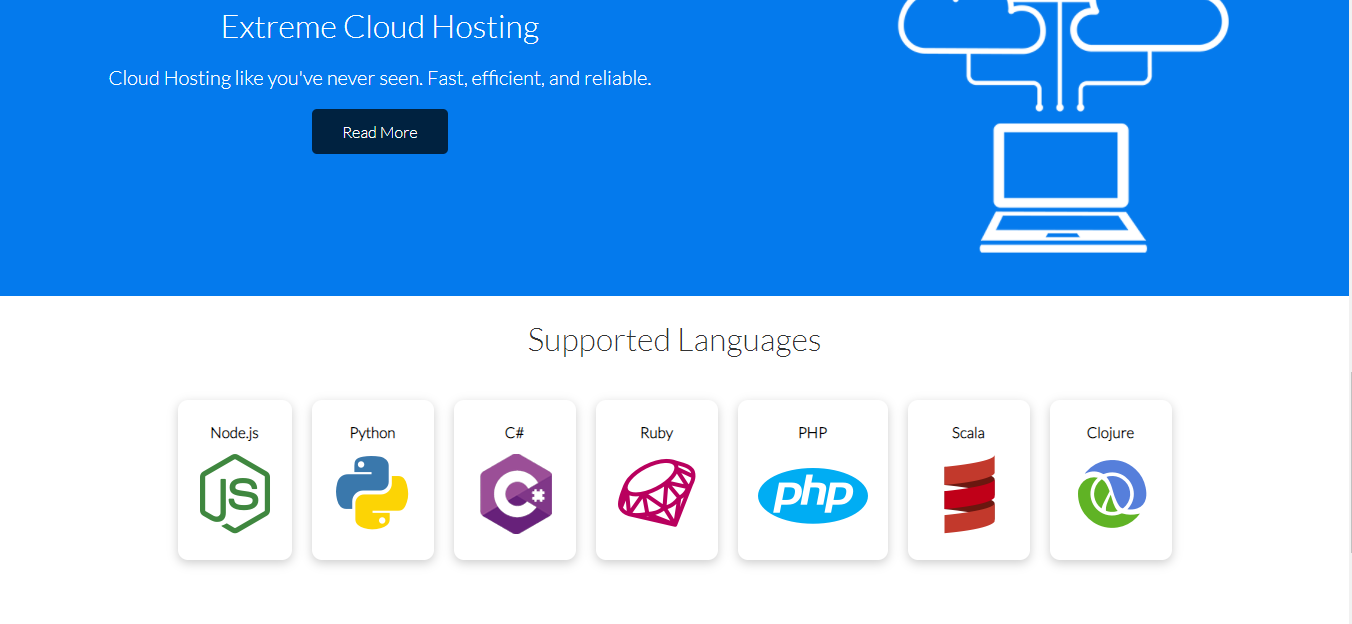 Extreme Cloud Hosting
Cloud Hosting like you've never seen. Fast, efficient, and reliable.
Read More
Supported Languages
Node.js
Python
C#
Ruby
PHP
Scala
Clojure
JS
C#
php